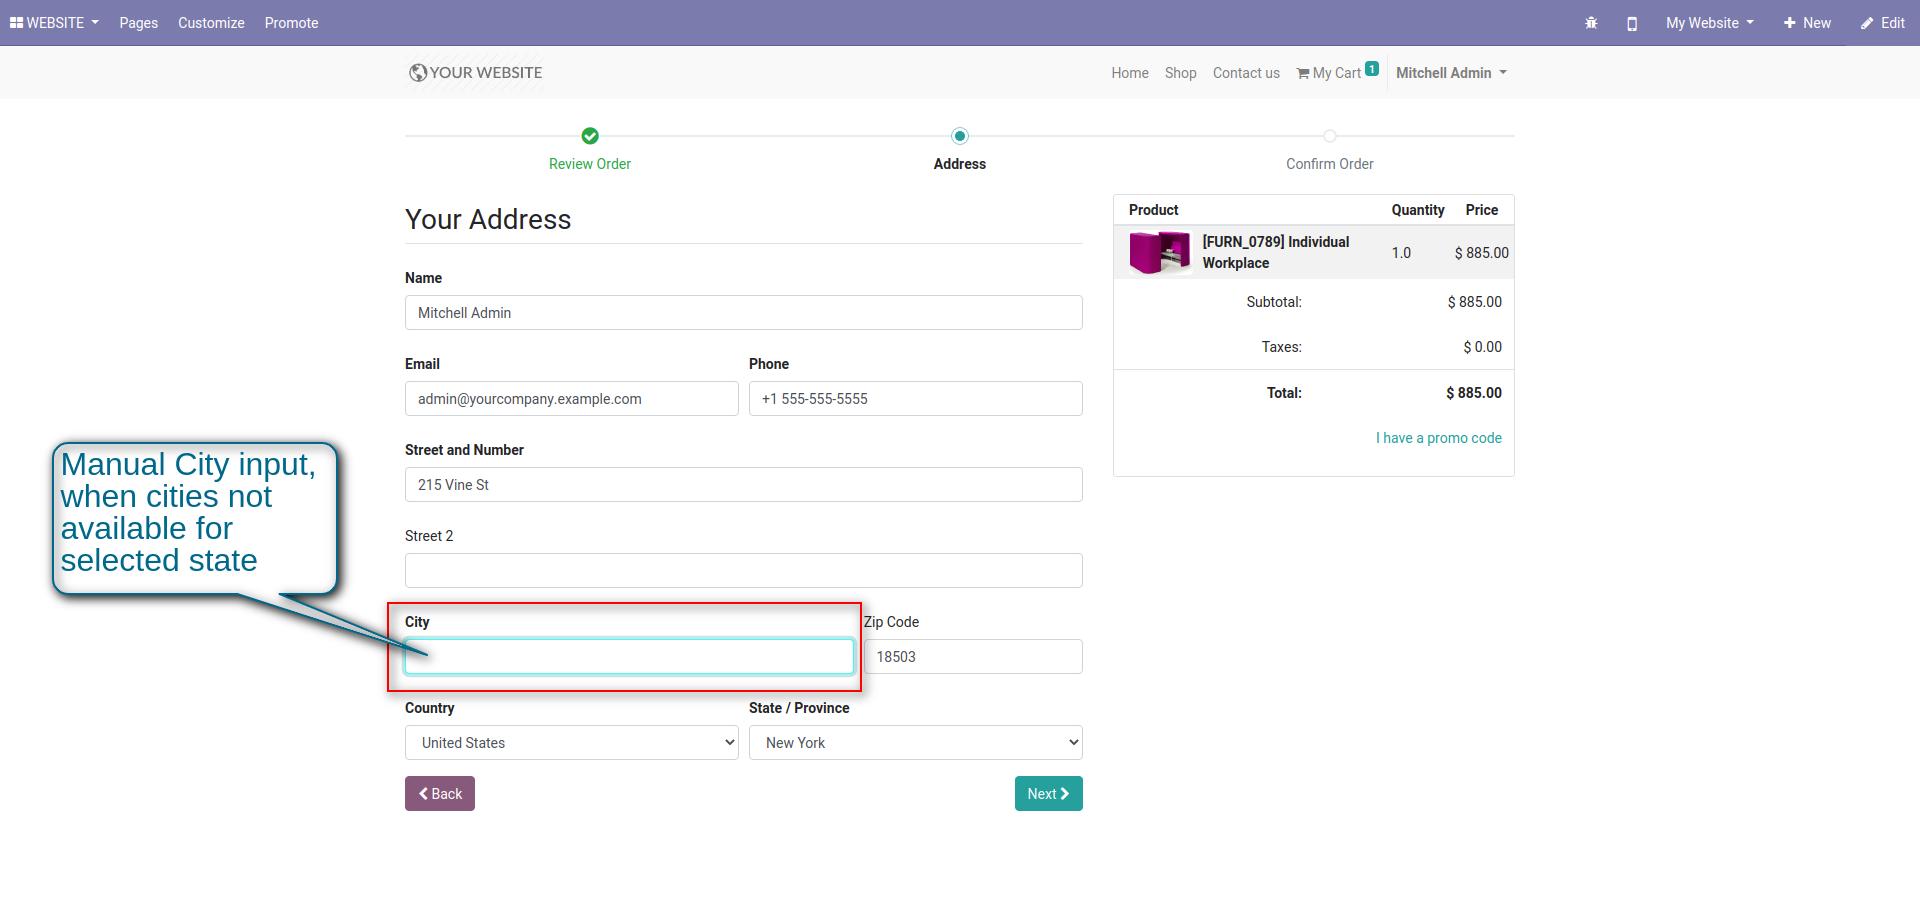 WEBSITE Pages Customize Promote My Website New Edit
YOUR WEBSITE Home Shop Contact us My Cart 1 Mitchell Admin
Review Order Address Confirm Order
Your Address
Name
Mitchell Admin
Email Phone
admin@yourcompany.example.com +1 555-555-5555
Street and Number
215 Vine St
Street 2
City Zip Code
18503
Country State / Province
United States New York
Back Next
Product Quantity Price
[FURN_0789] Individual
Workplace 1.0 $ 885.00
Subtotal: $ 885.00
Taxes: $ 0.00
Total: $ 885.00
I have a promo code
Manual City input,
when cities not
available for
selected state